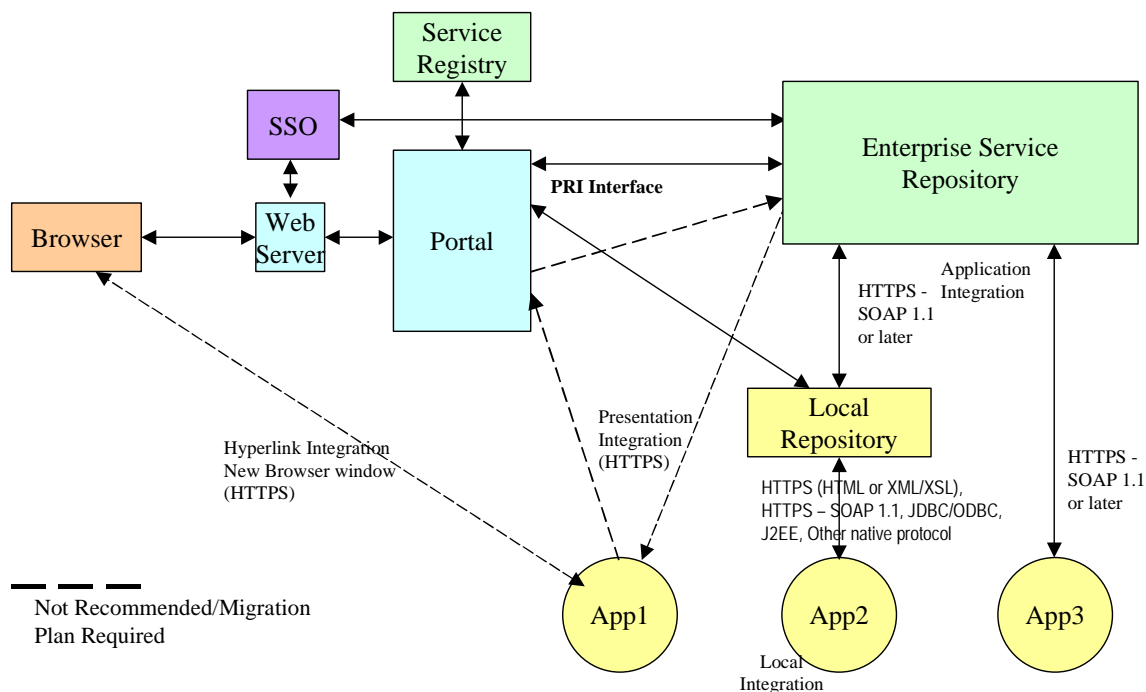 Service
Registry
SSO
Enterprise Service
Repository
PRI Interface
Browser
Web
Server
Portal
HTTPS -
SOAP 1.1
or later
Application
Integration
Local
Repository
Presentation
Integration
(HTTPS)
Hyperlink Integration
New Browser window
(HTTPS)
HTTPS -
SOAP 1.1
or later
HTTPS (HTML or XML/XSL),
HTTPS – SOAP 1.1, JDBC/ODBC,
J2EE, Other native protocol
Not Recommended/Migration
Plan Required
App1
App2
App3
Local
Integration